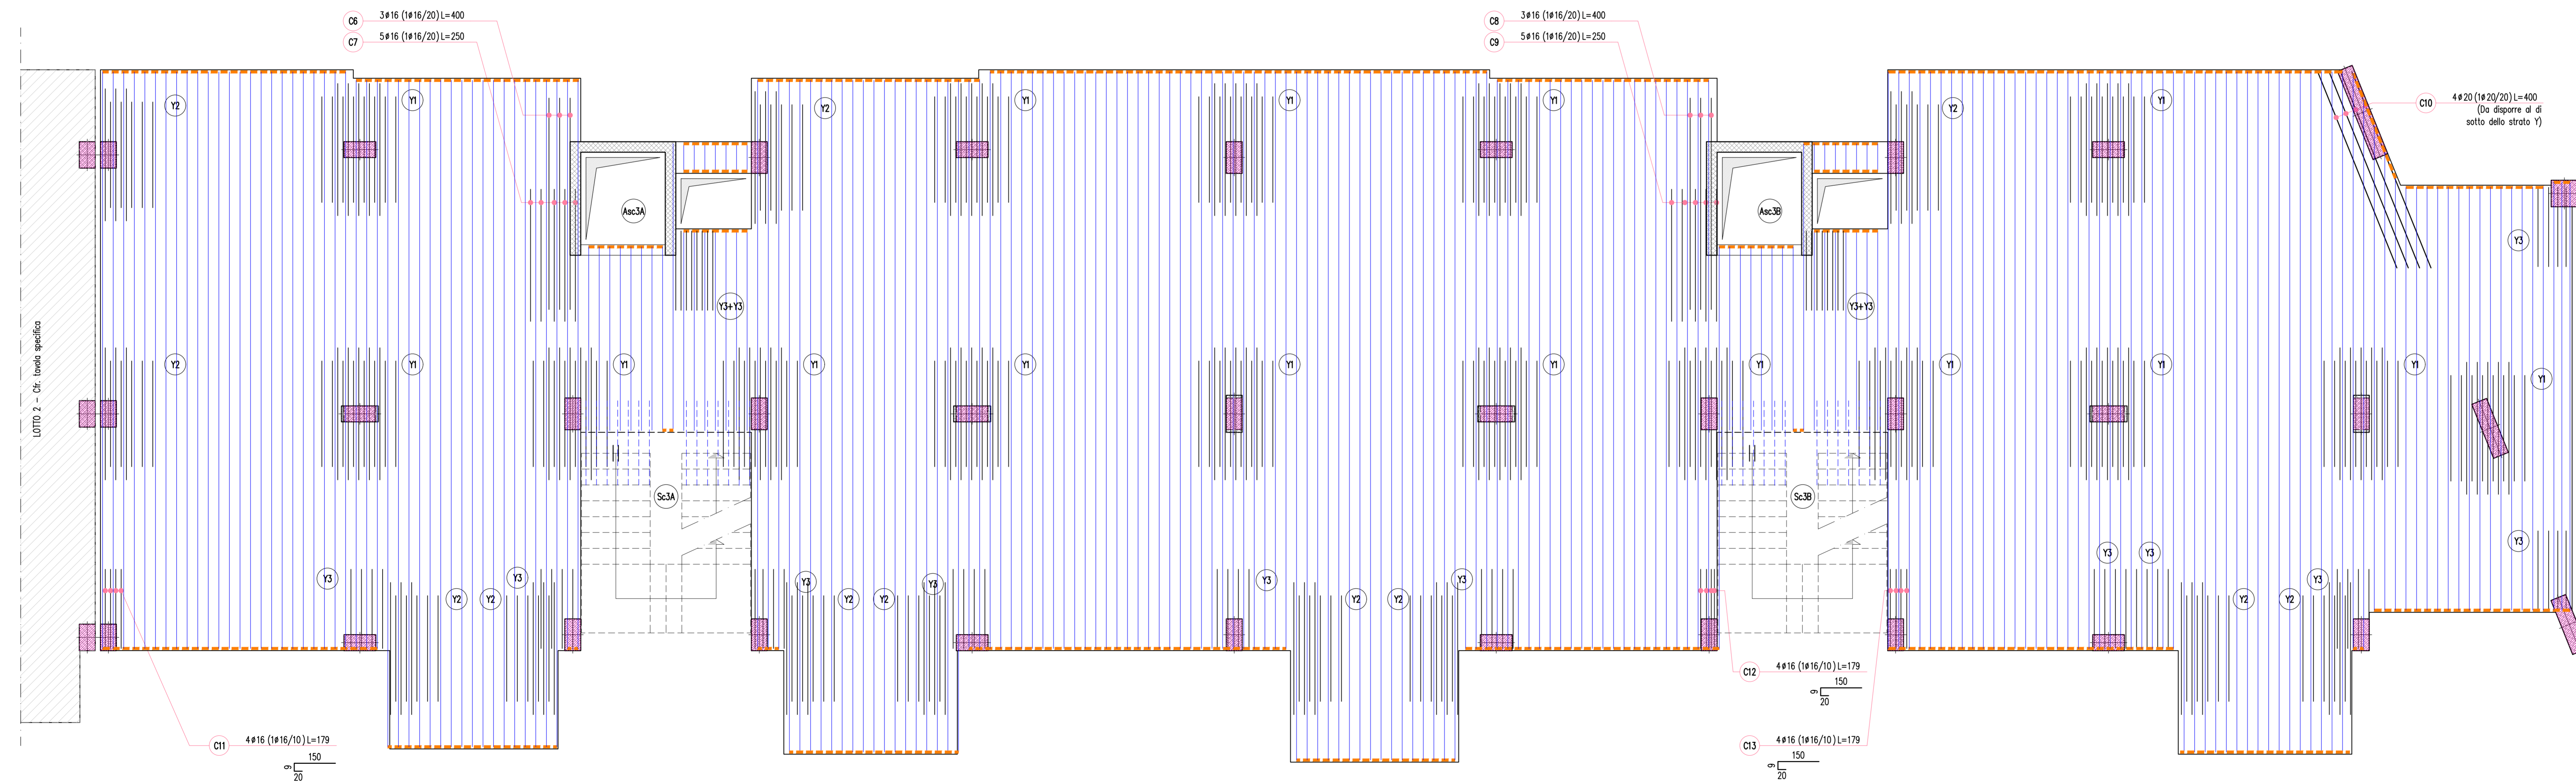 C6 3ø16 (1ø16/20) L=400
C7 5ø16 (1ø16/20) L=250
C8 3ø16 (1ø16/20) L=400
C9 5ø16 (1ø16/20) L=250
C10 4ø20 (1ø20/20) L=400
(Da disporre al di
sotto dello strato Y)
Y2 Y1 Y2 Y1 Y1 Y1 Y2 Y1
Asc3A Asc3B
Y3
Y3+Y3 Y3+Y3
LOTTO 2 - Cfr. tavola specifica
Y2 Y1 Y1 Y1 Y1 Y1 Y1 Y1 Y1 Y1 Y1 Y1
Sc3A Sc3B
Y3
Y3 Y3
Y3 Y3 Y3 Y3 Y3 Y3 Y3
Y2 Y2 Y2 Y2 Y2 Y2 Y2 Y2
C12 4ø16 (1ø16/10) L=179
150
9
20
C11 4ø16 (1ø16/10) L=179
150
9
20
C13 4ø16 (1ø16/10) L=179
150
9
20